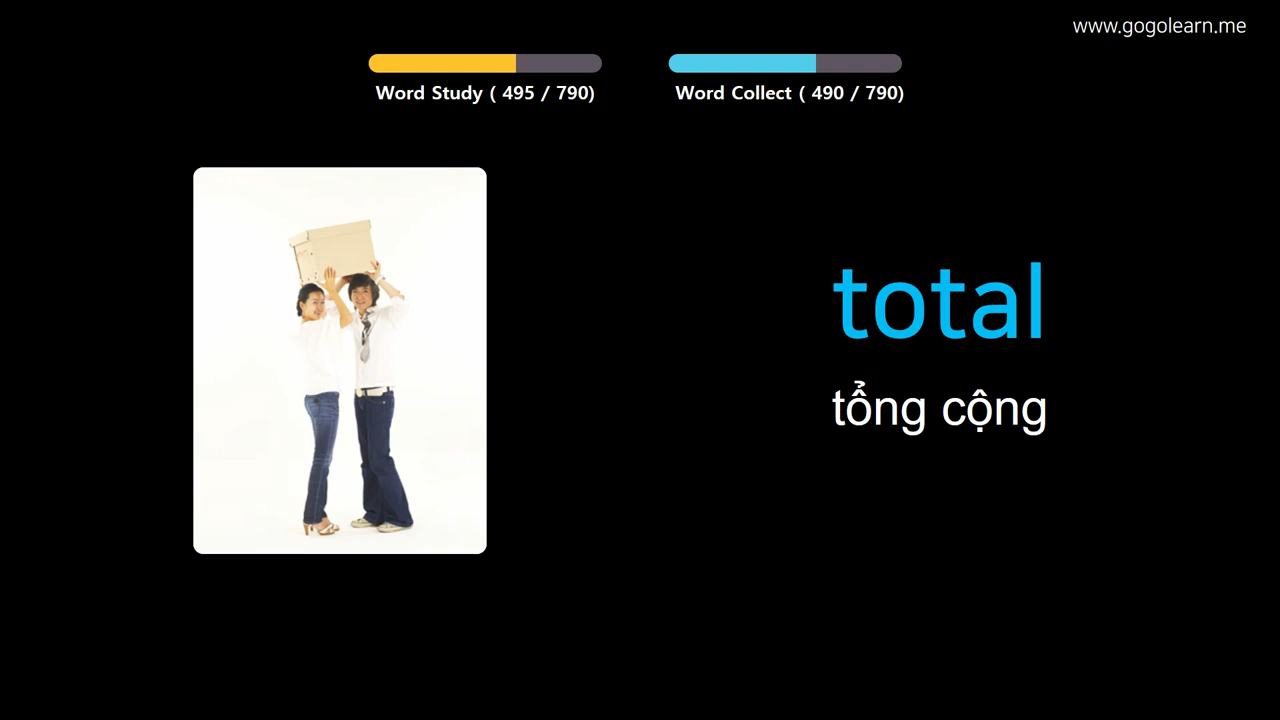 www.gogolearn.me
Word Study ( 495 / 790)
Word Collect ( 490 / 790)
total
tổng cộng